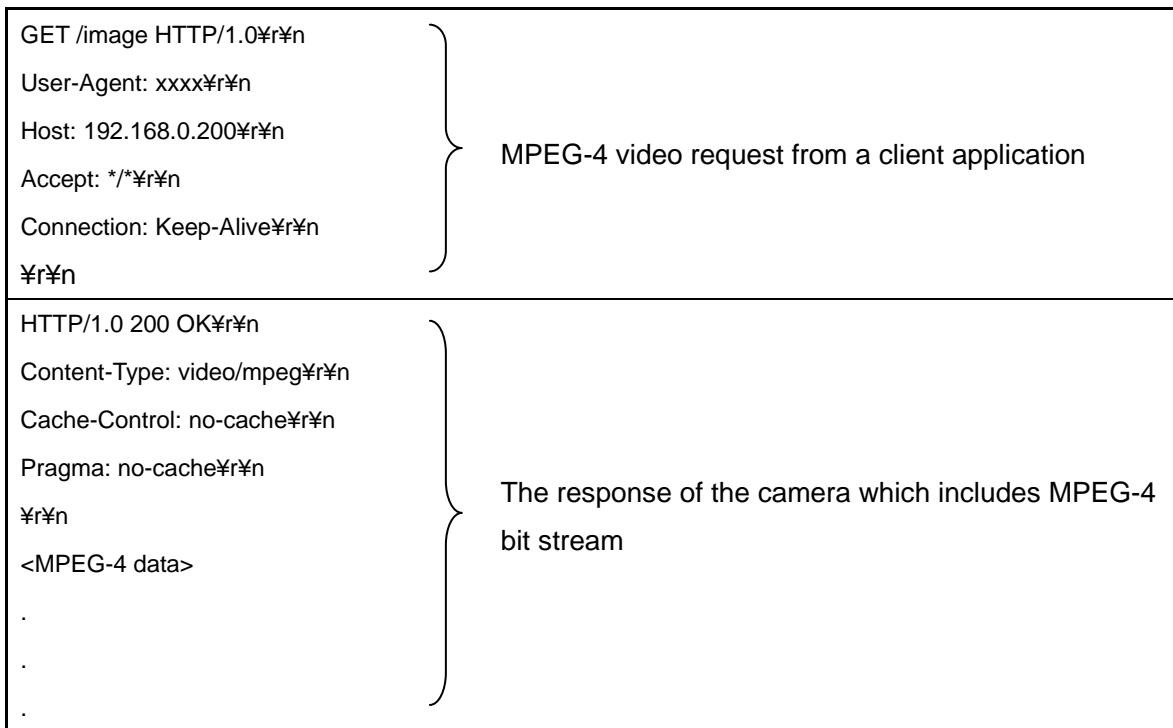 GET /image HTTP/1.0¥r¥n
User-Agent: xxxx¥r¥n
Host: 192.168.0.200¥r¥n
Accept: */*¥r¥n
Connection: Keep-Alive¥r¥n
¥r¥n
MPEG-4 video request from a client application
HTTP/1.0 200 OK¥r¥n
Content-Type: video/mpeg¥r¥n
Cache-Control: no-cache¥r¥n
Pragma: no-cache¥r¥n
¥r¥n
<MPEG-4 data>
.
.
.
The response of the camera which includes MPEG-4
bit stream